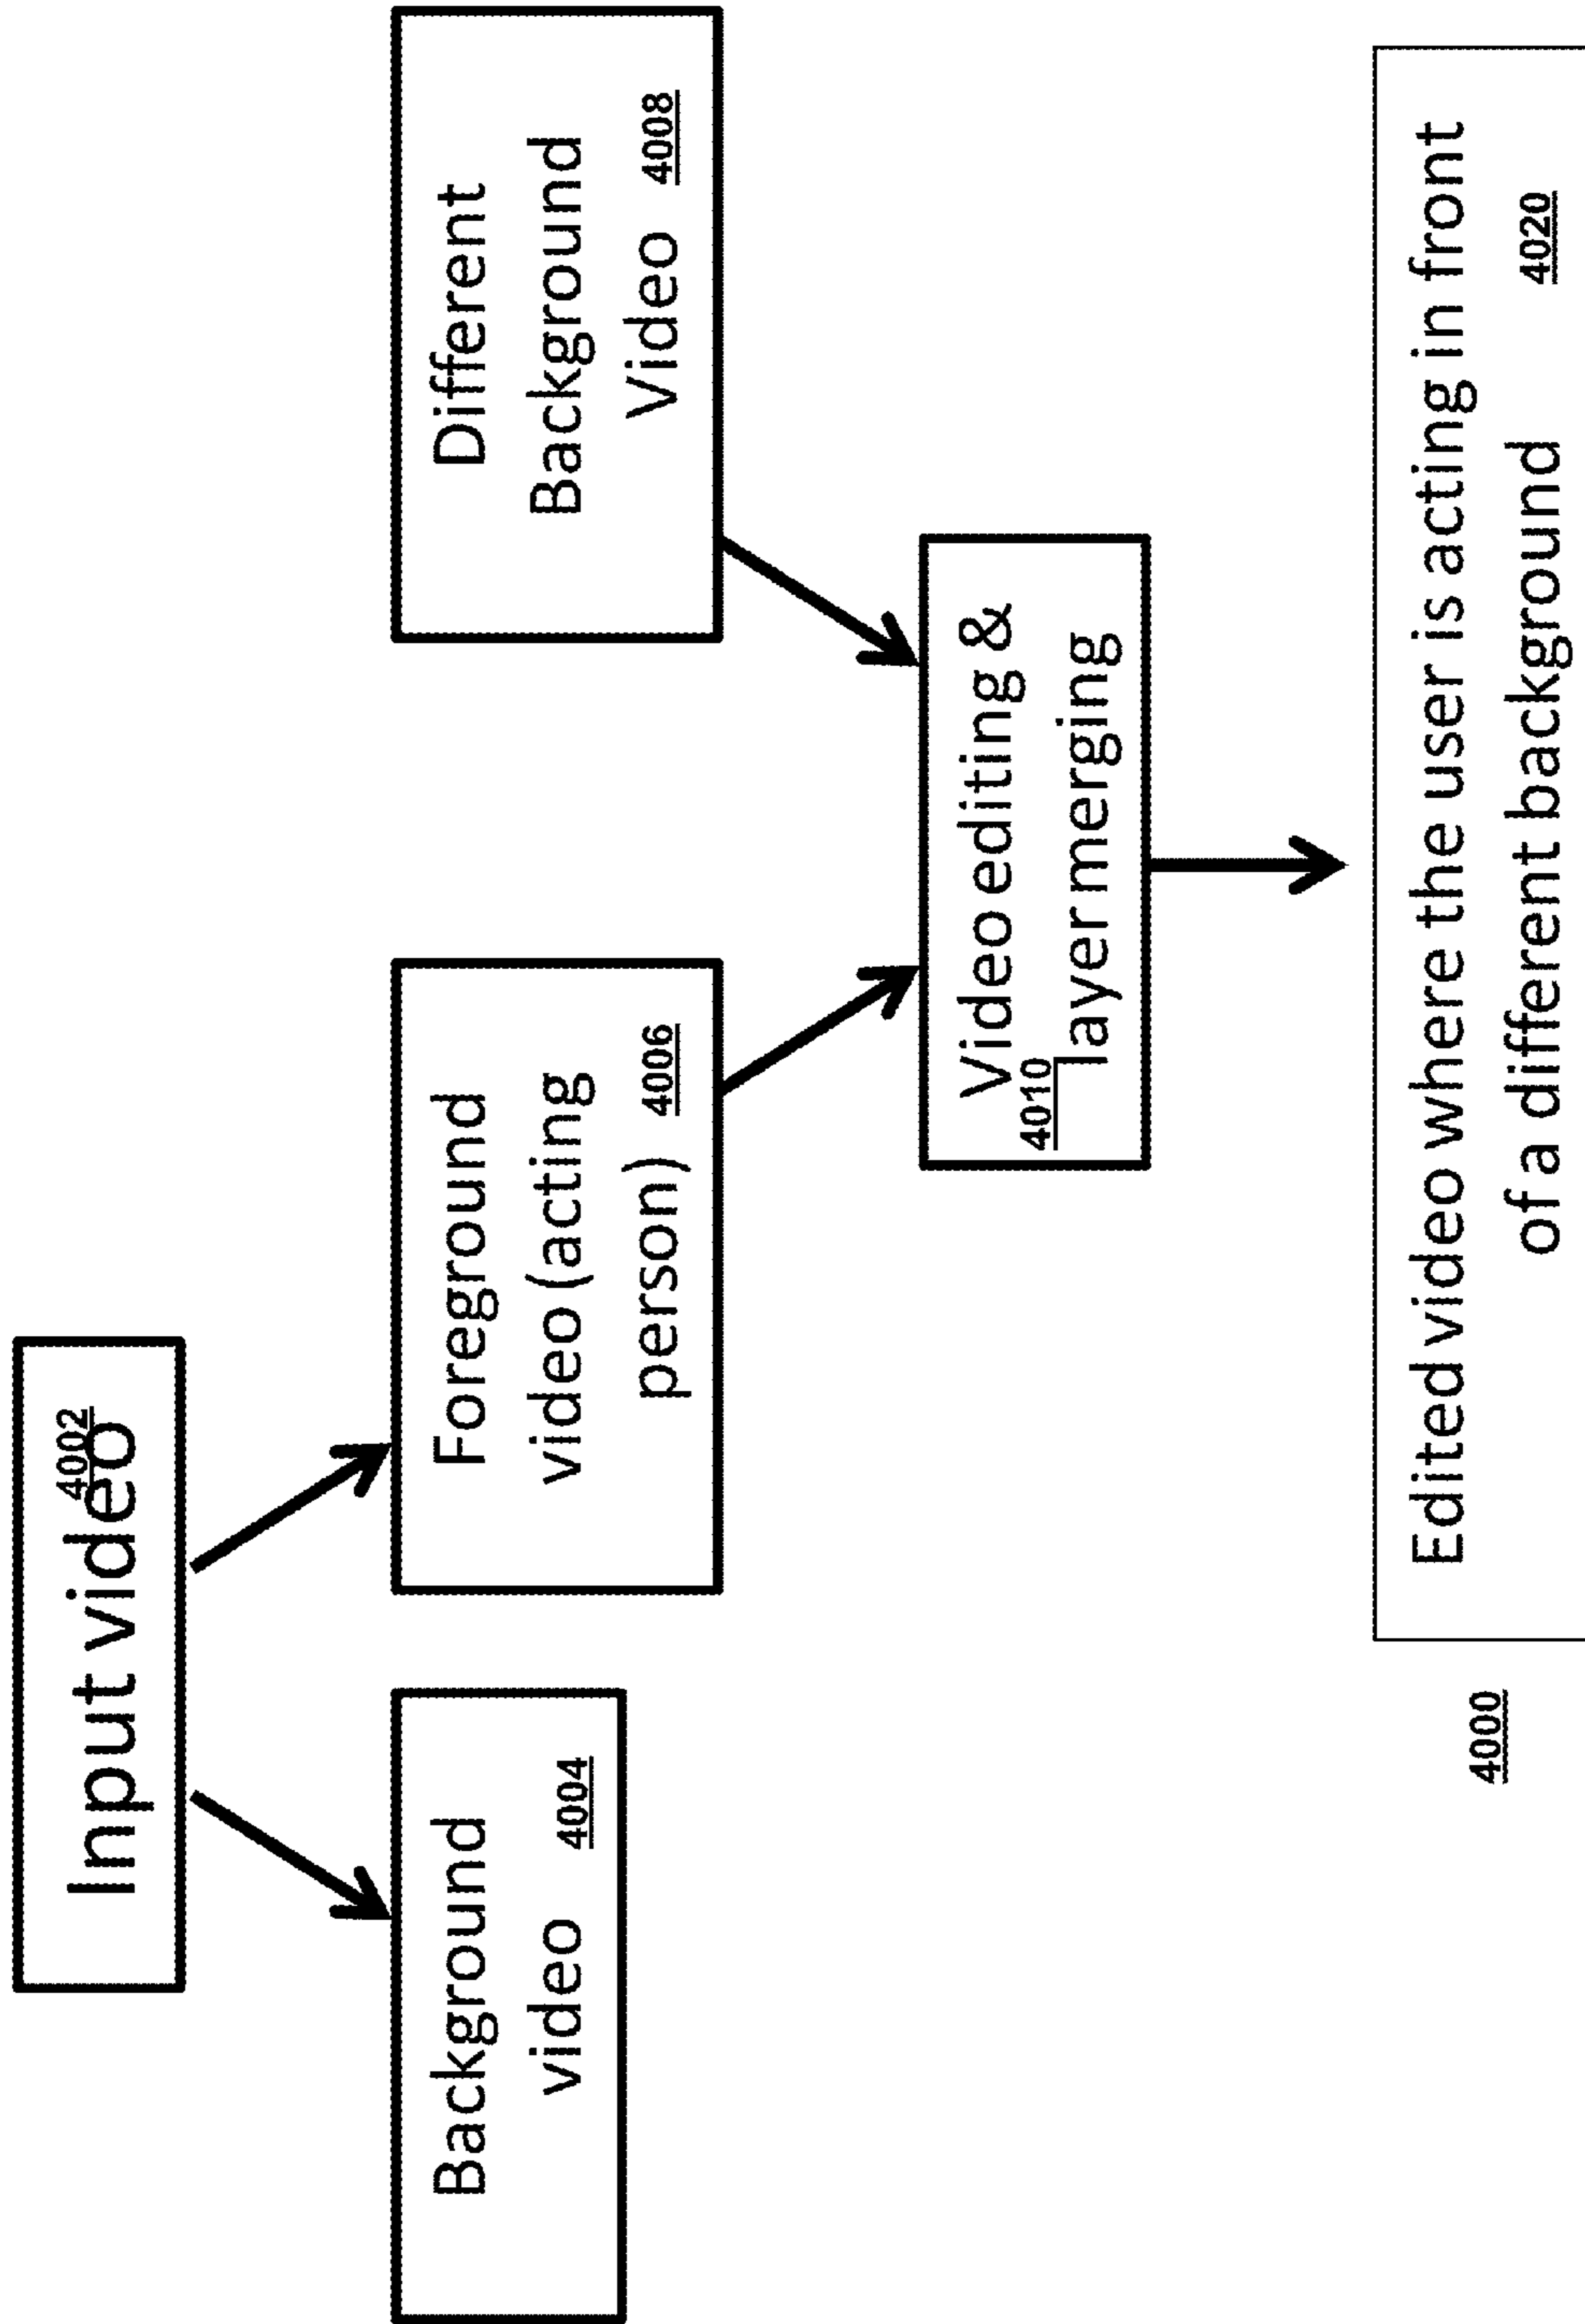 Input video
4002
Background
video 4004
Foreground
video (acting
person) 4006
Different
Background
Video 4008
Video editing &
4010
layer merging
Edited video where the user is acting in front
of a different background 4020
4000